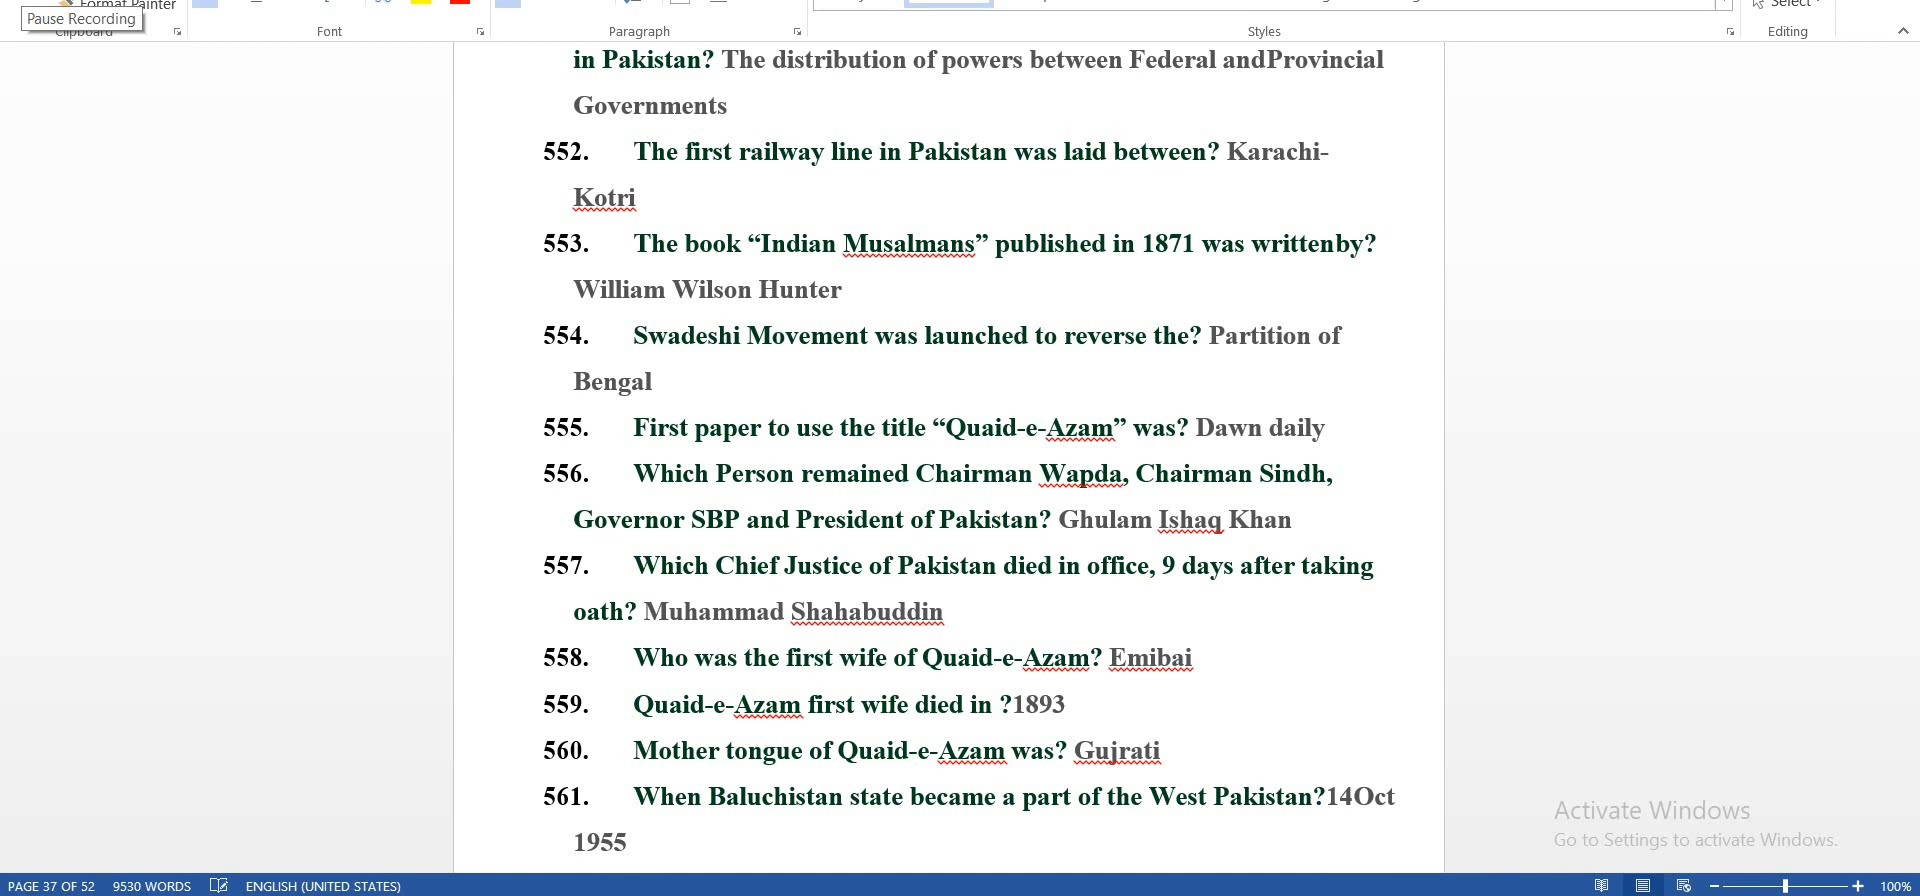 Format Painter
Select
Pause Recording
Clipboard
Font
Paragraph
Styles
Editing
in Pakistan? The distribution of powers between Federal andProvincial
Governments
552. The first railway line in Pakistan was laid between? Karachi-
Kotri
553. The book “Indian Musalmans” published in 1871 was writtenby?
William Wilson Hunter
554. Swadeshi Movement was launched to reverse the? Partition of
Bengal
555. First paper to use the title “Quaid-e-Azam” was? Dawn daily
556. Which Person remained Chairman Wapda, Chairman Sindh,
Governor SBP and President of Pakistan? Ghulam Ishaq Khan
557. Which Chief Justice of Pakistan died in office, 9 days after taking
oath? Muhammad Shahabuddin
558. Who was the first wife of Quaid-e-Azam? Emibai
559. Quaid-e-Azam first wife died in ?1893
560. Mother tongue of Quaid-e-Azam was? Gujrati
561. When Baluchistan state became a part of the West Pakistan?14Oct
1955
Activate Windows
Go to Settings to activate Windows.
PAGE 37 OF 52 9530 WORDS ENGLISH (UNITED STATES) 100%